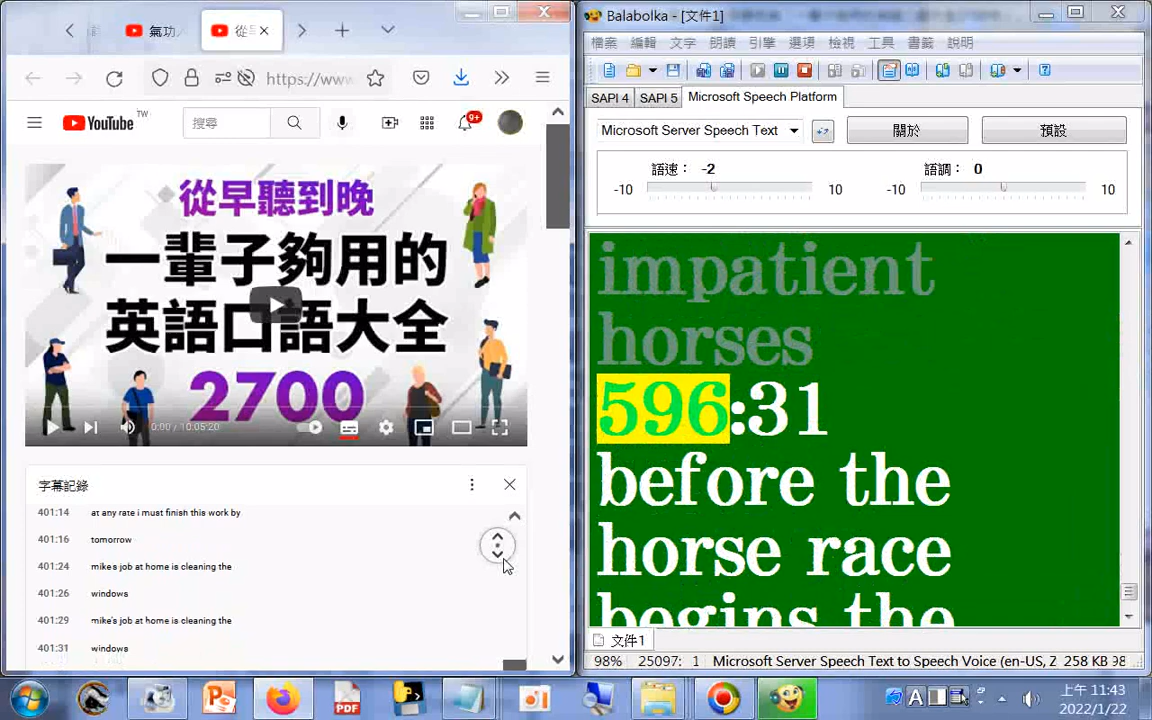 氣功
從
https://www
YouTube TW
搜尋
9+
從早聽到晚
一輩子夠用的
英語口語大全
2700
0:00 / 10:05:20
字幕記錄
401:14 at any rate i must finish this work by
401:16 tomorrow
401:24 mikes job at home is cleaning the
401:26 windows
401:29 mike's job at home is cleaning the
401:31 windows
Balabolka - [文件1]
檔案 編輯 文字 朗讀 引擎 選項 檢視 工具 書籤 說明
SAPI 4 SAPI 5 Microsoft Speech Platform
Microsoft Server Speech Text 關於 預設
語速： -2 語調： 0
-10 10 -10 10
impatient
horses
596:31
before the
horse race
begins the
文件1
98% 25097: 1 Microsoft Server Speech Text to Speech Voice (en-US, Z 258 KB 98
PDF
A
上午 11:43
2022/1/22